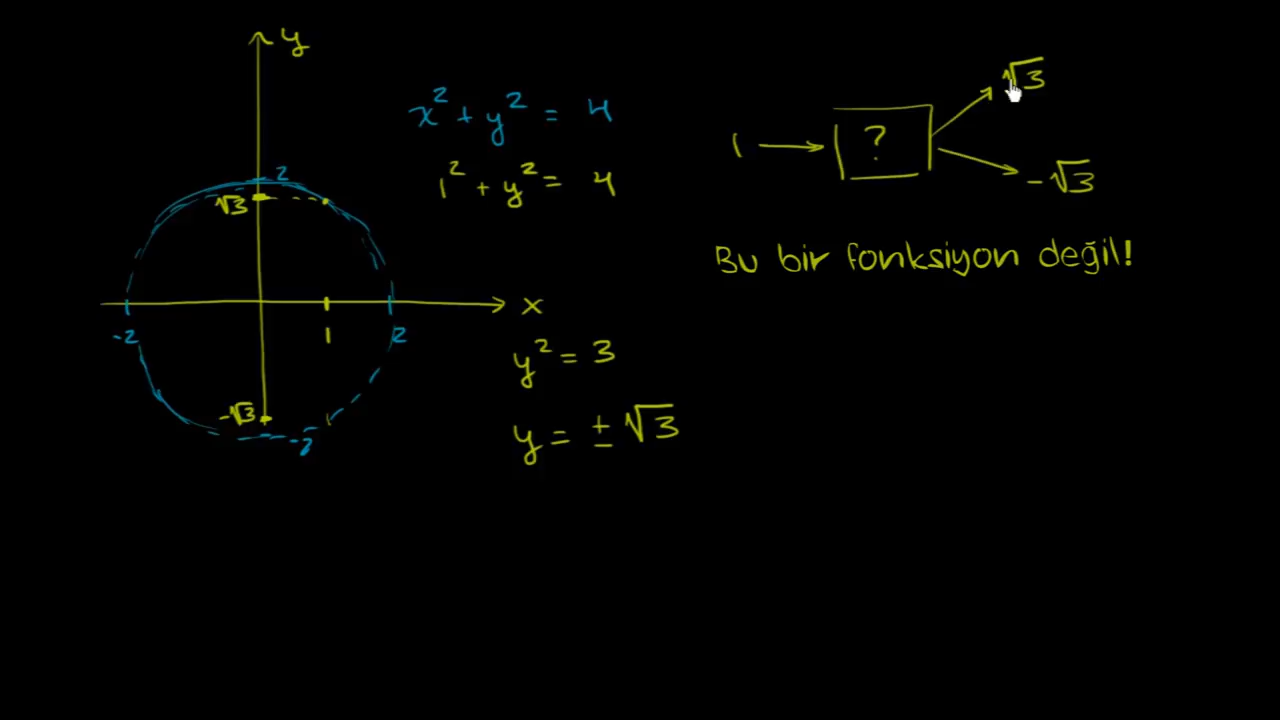 y
x² + y² = 4
1² + y² = 4
2
√3
-2
1
2
x
-√3
-2
y² = 3
y = ± √3
√3
1
?
-√3
Bu bir fonksiyon değil!